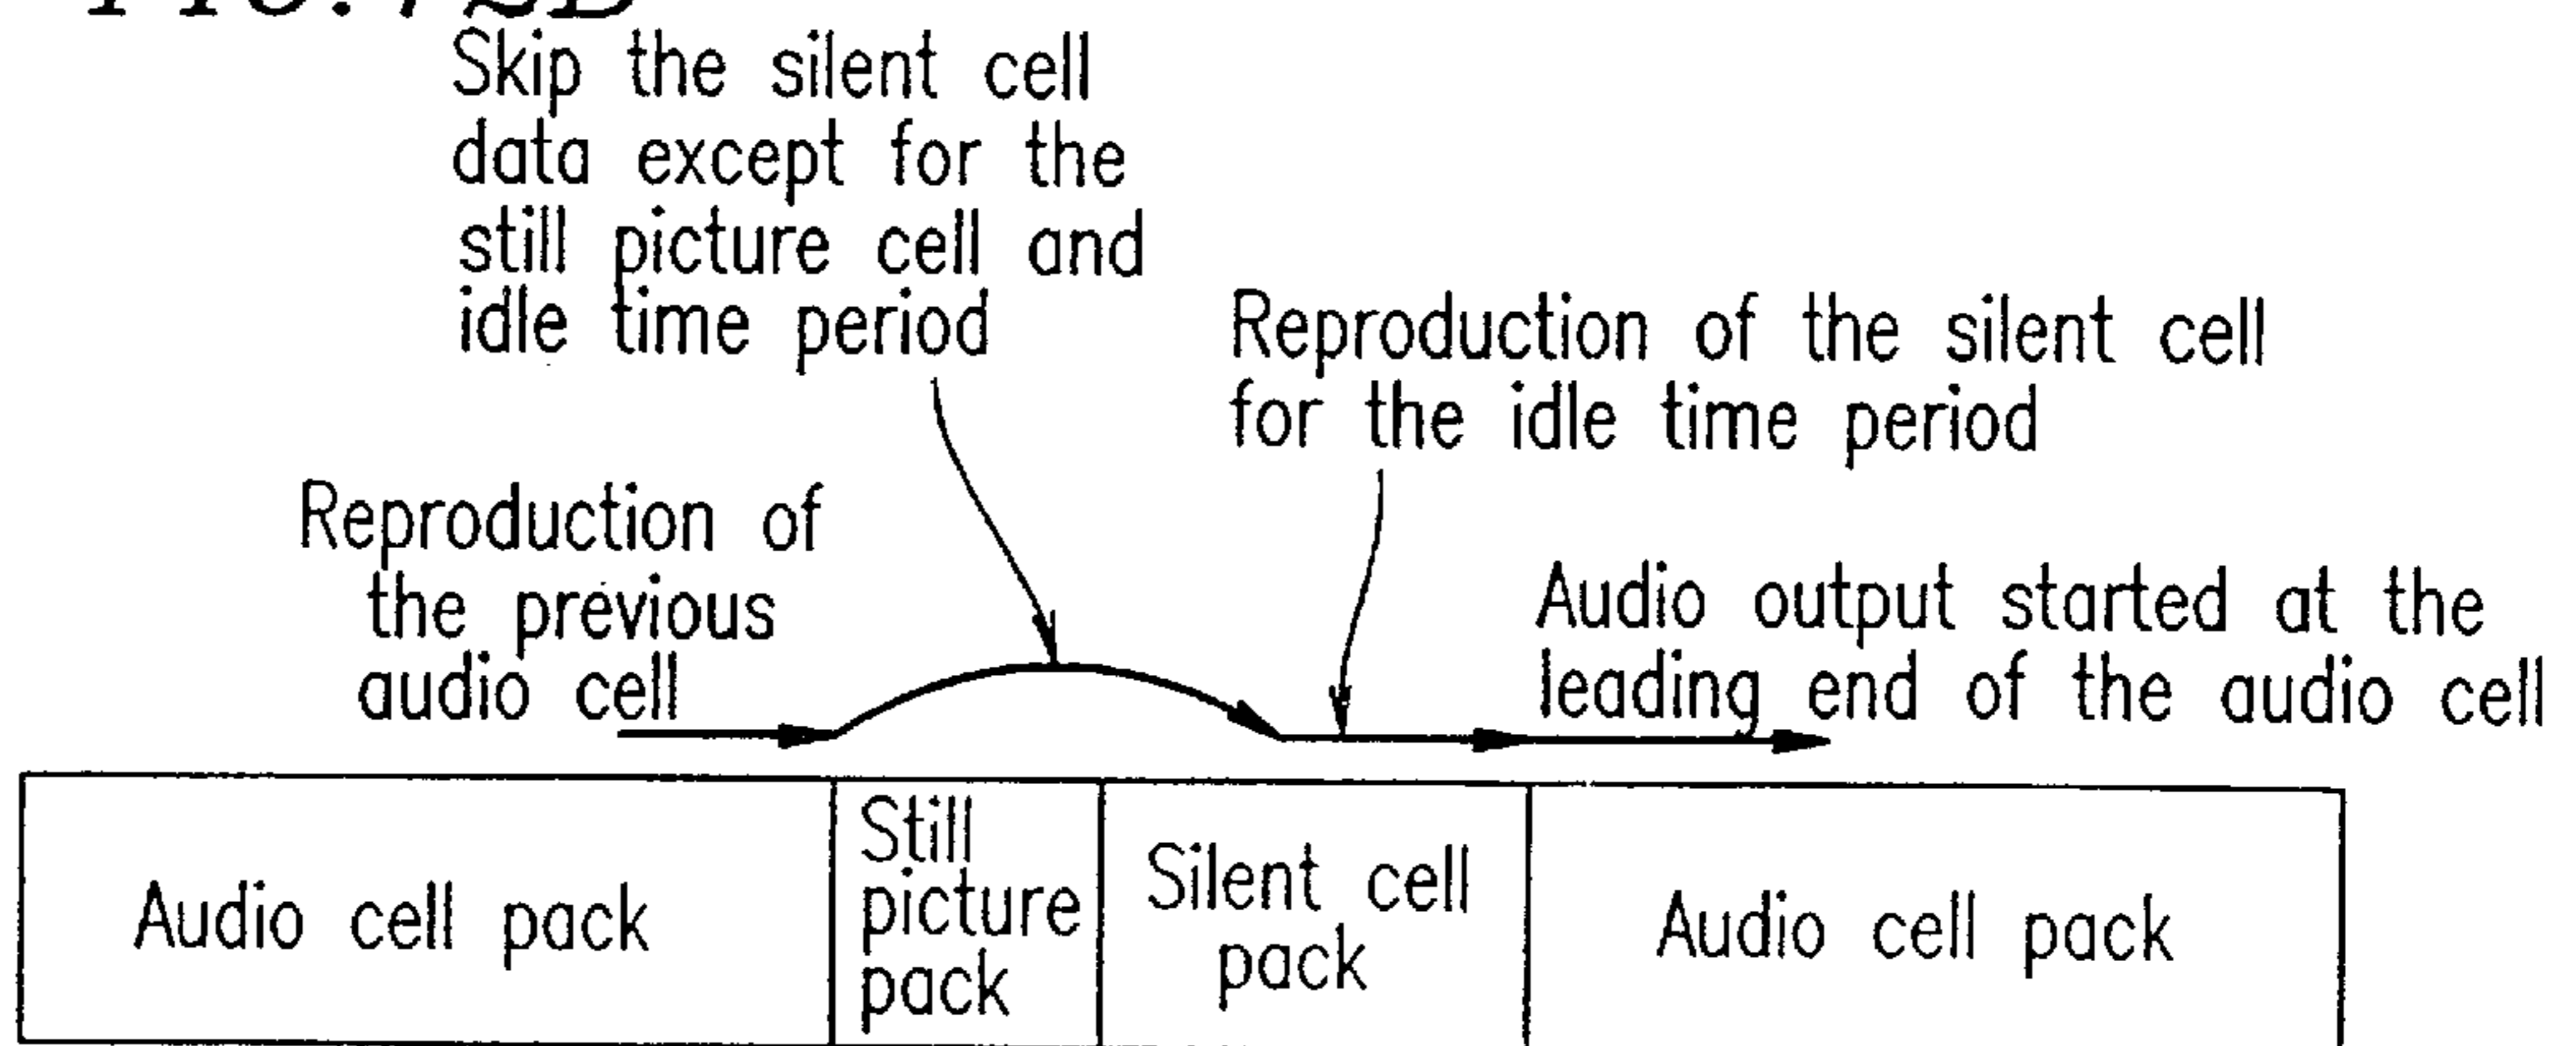 Skip the silent cell
data except for the
still picture cell and
idle time period
Reproduction of the silent cell
for the idle time period
Reproduction of
the previous
audio cell
Audio output started at the
leading end of the audio cell
Audio cell pack
Still
picture
pack
Silent cell
pack
Audio cell pack